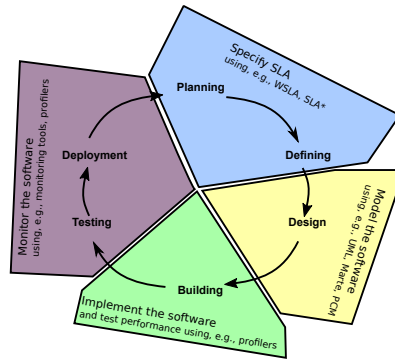 Specify SLA
using, e.g., WSLA, SLA*
Planning
Defining
Model the software
using, e.g., UML, Marte, PCM
Design
Building
Implement the software
and test performance using, e.g., profilers
Testing
Deployment
Monitor the software
using, e.g., monitoring tools, profilers